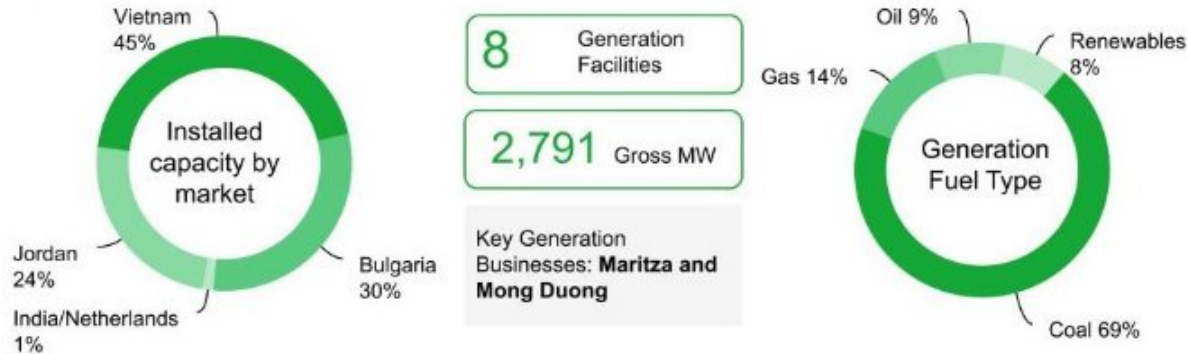 Vietnam
45%
Installed
capacity by
market
Jordan
24%
India/Netherlands
1%
Bulgaria
30%
8
Generation
Facilities
2,791 Gross MW
Key Generation
Businesses: Maritza and
Mong Duong
Oil 9%
Renewables
8%
Gas 14%
Generation
Fuel Type
Coal 69%